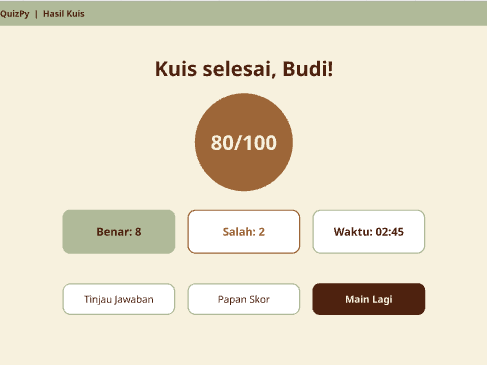 QuizPy | Hasil Kuis
Kuis selesai, Budi!
80/100
Benar: 8
Salah: 2
Waktu: 02:45
Tinjau Jawaban
Papan Skor
Main Lagi